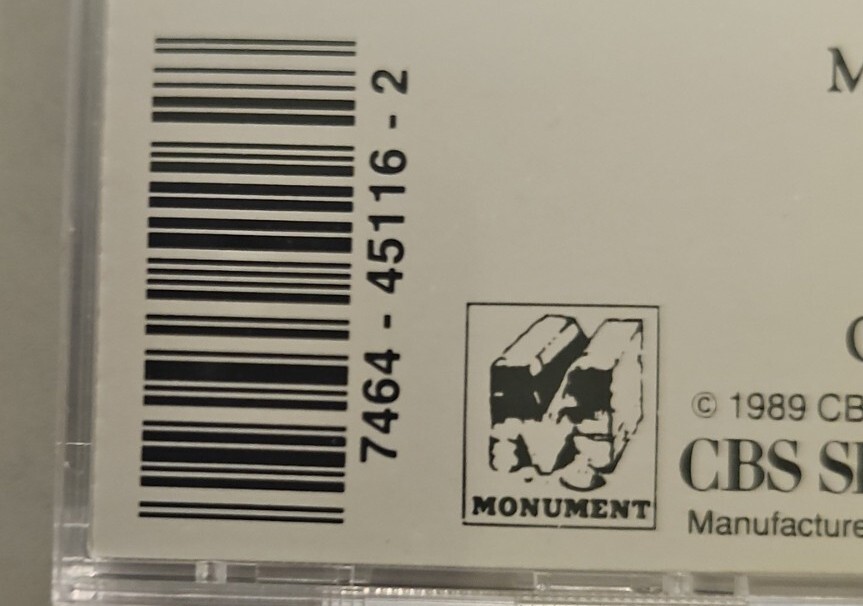 7464-45116-2
MONUMENT
© 1989 CB
CBS
Manufacture